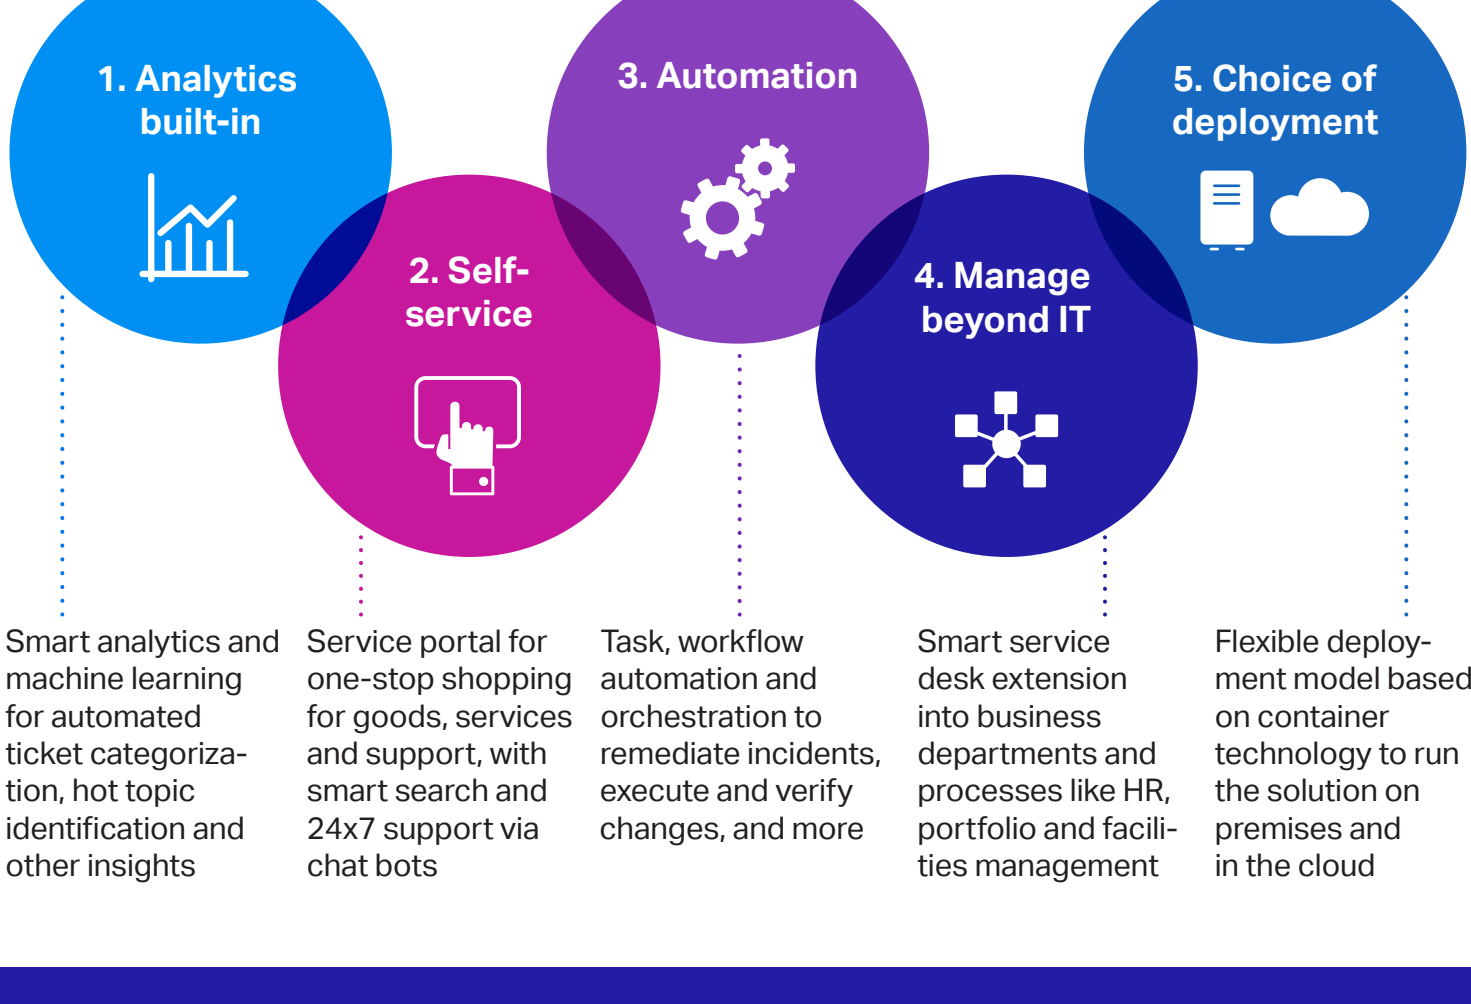 1. Analytics
built-in
2. Self-
service
3. Automation
4. Manage
beyond IT
5. Choice of
deployment
Smart analytics and
machine learning
for automated
ticket categoriza-
tion, hot topic
identification and
other insights
Service portal for
one-stop shopping
for goods, services
and support, with
smart search and
24x7 support via
chat bots
Task, workflow
automation and
orchestration to
remediate incidents,
execute and verify
changes, and more
Smart service
desk extension
into business
departments and
processes like HR,
portfolio and facili-
ties management
Flexible deploy-
ment model based
on container
technology to run
the solution on
premises and
in the cloud